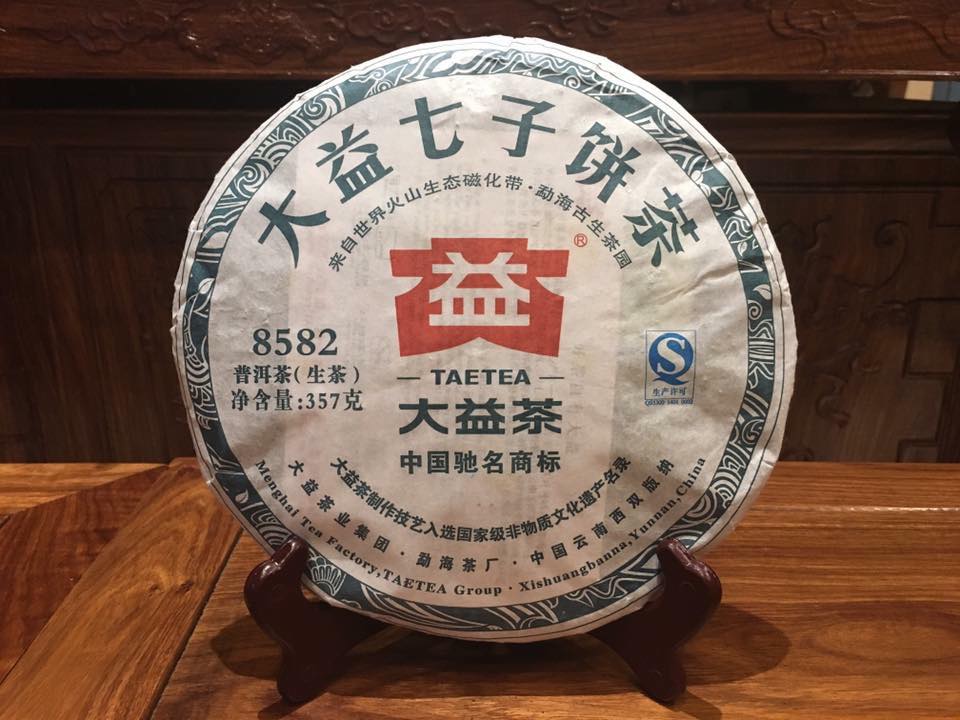 大益七子饼茶
来自世界火山生态磁化带·勐海古生茶园
益
®
8582
普洱茶(生茶)
净含量:357克
— TAETEA —
大益茶
中国驰名商标
生产许可
大益茶制作技艺入选国家级非物质文化遗产名录
大益茶业集团·勐海茶厂·中国云南西双版纳
Menghai Tea Factory,TAETEA Group · Xishuangbanna,Yunnan,China